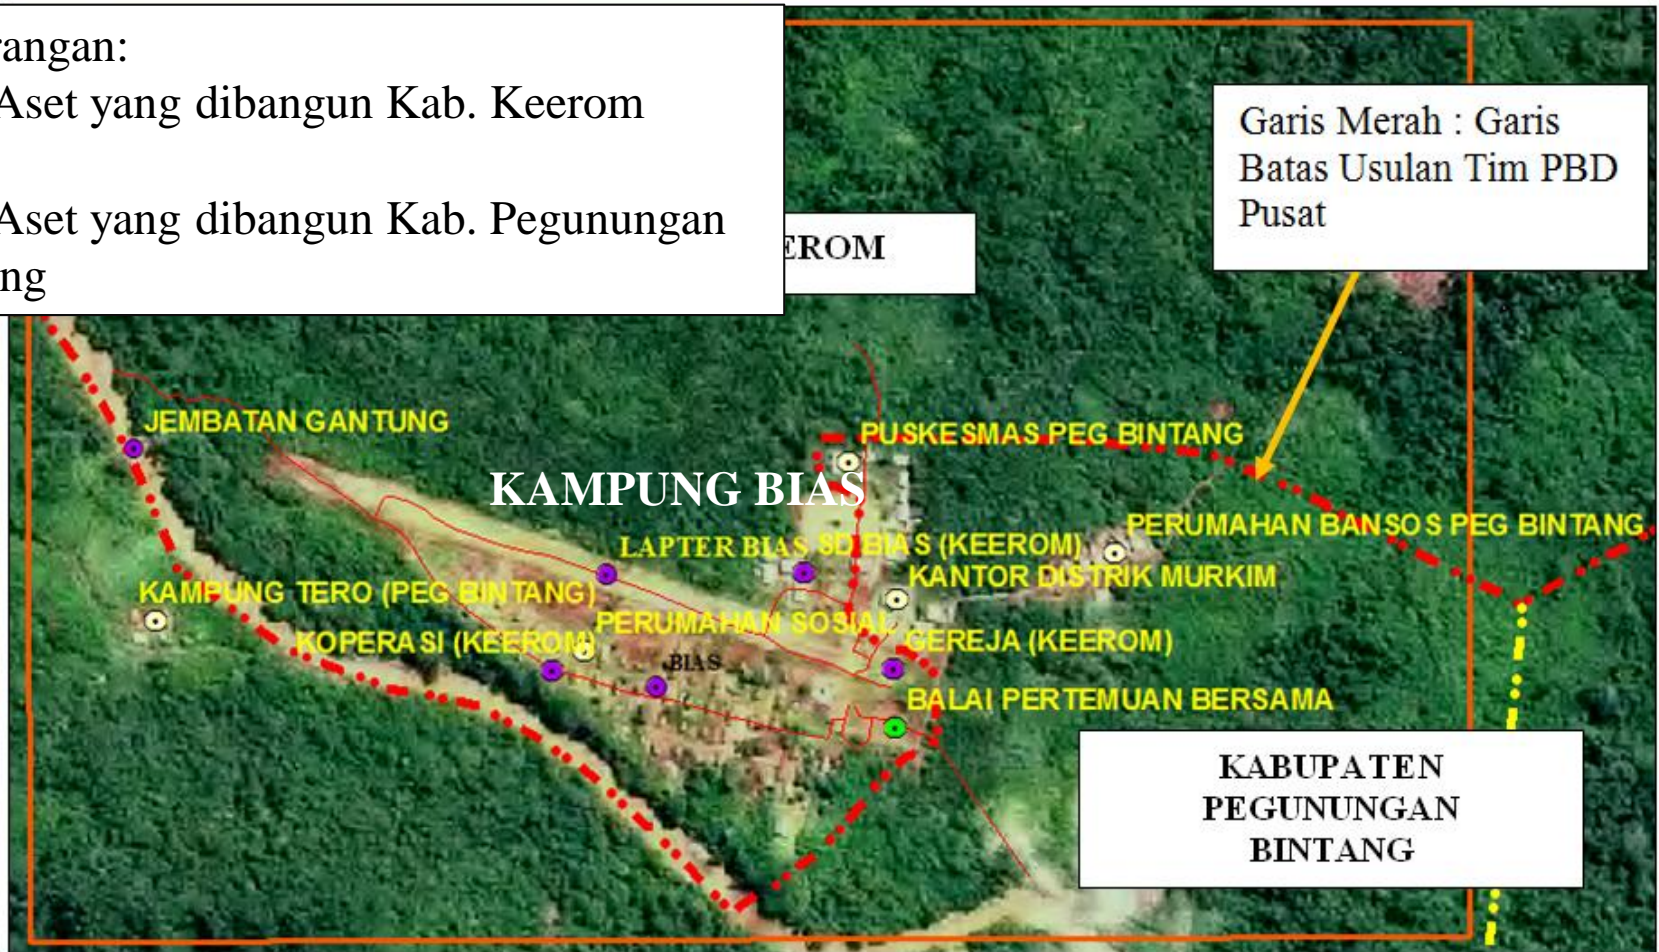 rangan:
Aset yang dibangun Kab. Keerom
Aset yang dibangun Kab. Pegunungan
ng
EROM
Garis Merah : Garis
Batas Usulan Tim PBD
Pusat
JEMBATAN GANTUNG
PUSKESMAS PEG BINTANG
KAMPUNG BIAS
PERUMAHAN BANSOS PEG BINTANG
LAPTER BIAS
SD BIAS (KEEROM)
KANTOR DISTRIK MURKIM
KAMPUNG TERO (PEG BINTANG)
PERUMAHAN SOSIAL
KOPERASI (KEEROM)
GEREJA (KEEROM)
BIAS
BALAI PERTEMUAN BERSAMA
KABUPATEN
PEGUNUNGAN
BINTANG